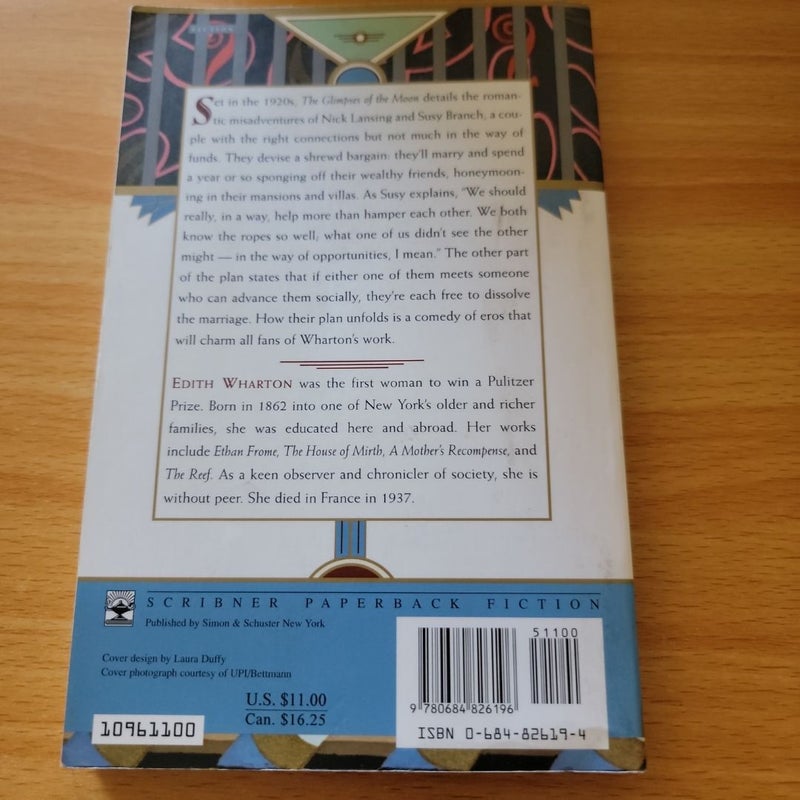 FICTION
Set in the 1920s, The Glimpses of the Moon details the roman-
tic misadventures of Nick Lansing and Susy Branch, a cou-
ple with the right connections but not much in the way of
funds. They devise a shrewd bargain: they'll marry and spend
a year or so sponging off their wealthy friends, honeymoon-
ing in their mansions and villas. As Susy explains, "We should
really, in a way, help more than hamper each other. We both
know the ropes so well; what one of us didn't see the other
might — in the way of opportunities, I mean." The other part
of the plan states that if either one of them meets someone
who can advance them socially, they're each free to dissolve
the marriage. How their plan unfolds is a comedy of eros that
will charm all fans of Wharton's work.
EDITH WHARTON was the first woman to win a Pulitzer
Prize. Born in 1862 into one of New York's older and richer
families, she was educated here and abroad. Her works
include Ethan Frome, The House of Mirth, A Mother's Recompense, and
The Reef. As a keen observer and chronicler of society, she is
without peer. She died in France in 1937.
SCRIBNER PAPERBACK FICTION
Published by Simon & Schuster New York
Cover design by Laura Duffy
Cover photograph courtesy of UPI/Bettmann
U.S. $11.00
Can. $16.25
10961100
51100
9 780684 826196
ISBN 0-684-82619-4